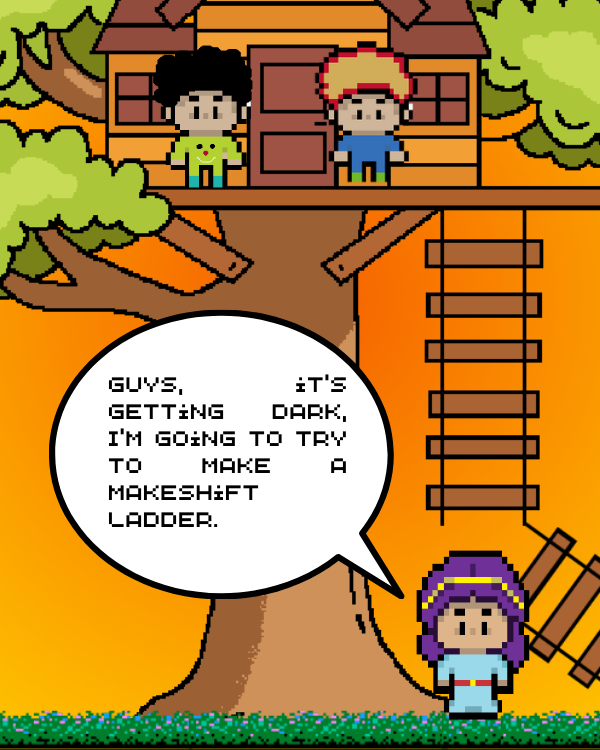 GUYS, iT'S
GETTiNG DARK,
I'M GOiNG TO TRY
TO MAKE A
MAKESHiFT
LADDER.